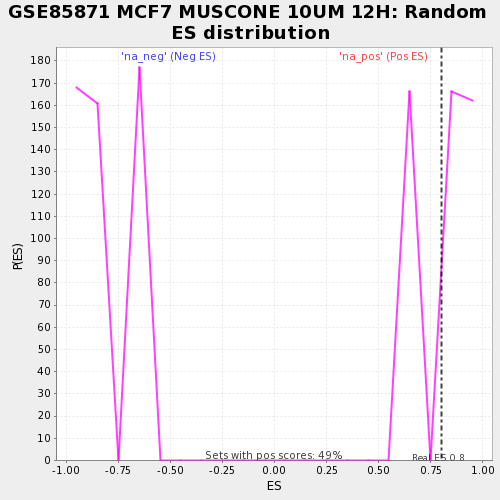 GSE85871 MCF7 MUSCONE 10UM 12H: Random
ES distribution
'na_neg' (Neg ES)
'na_pos' (Pos ES)
180
170
160
150
140
130
120
110
100
90
80
70
60
50
40
30
20
10
0
P(ES)
Sets with pos scores: 49%
Real ES 0.8
-1.00 -0.75 -0.50 -0.25 0.00 0.25 0.50 0.75 1.00
ES